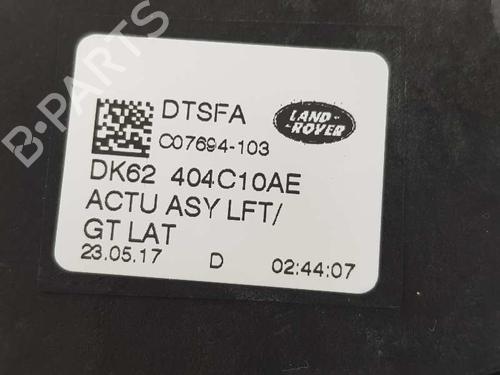 B-PARTS
DTSFA
C07694-103
LAND-
-ROVER
DK62 404C10AE
ACTU ASY LFT/
GT LAT
23.05.17 D 02:44:07